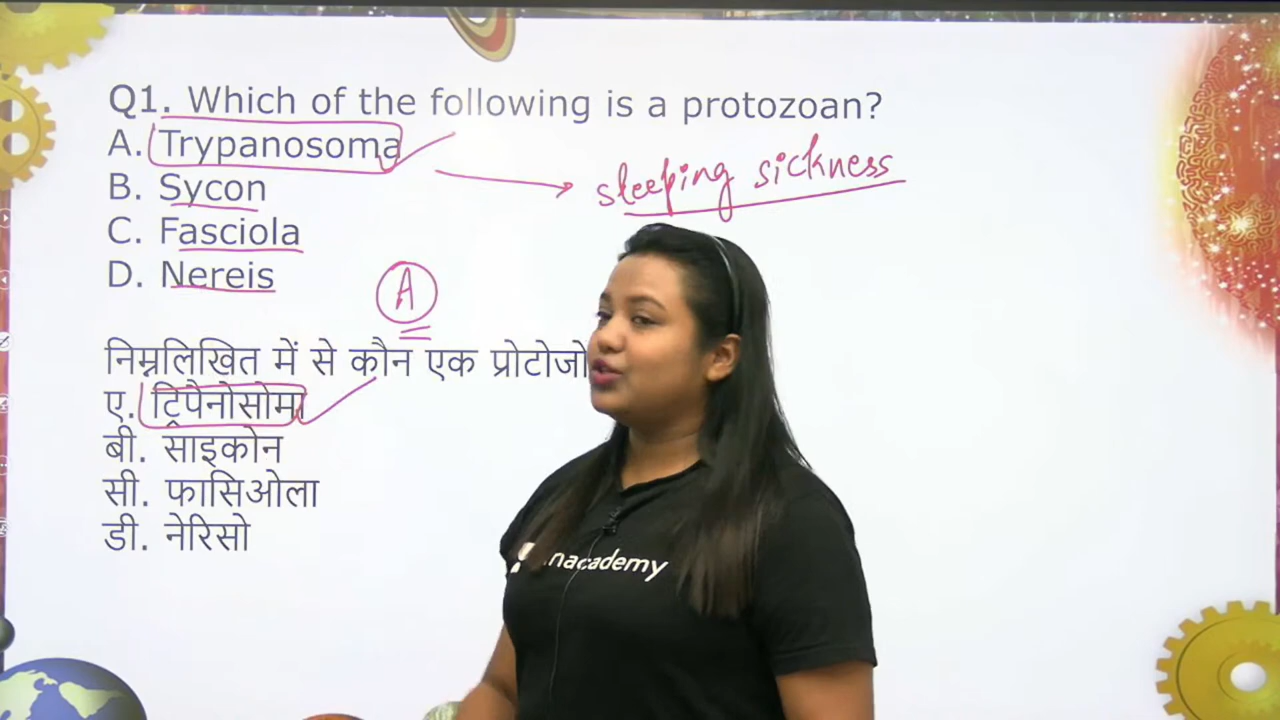 Q1. Which of the following is a protozoan?
A. Trypanosoma
sleeping sickness
B. Sycon
C. Fasciola
D. Nereis
A
निम्नलिखित में से कौन एक प्रोटोजो
ए. ट्रिपैनोसोमा
बी. साइकोन
सी. फासिओला
डी. नेरिसो
nacademy